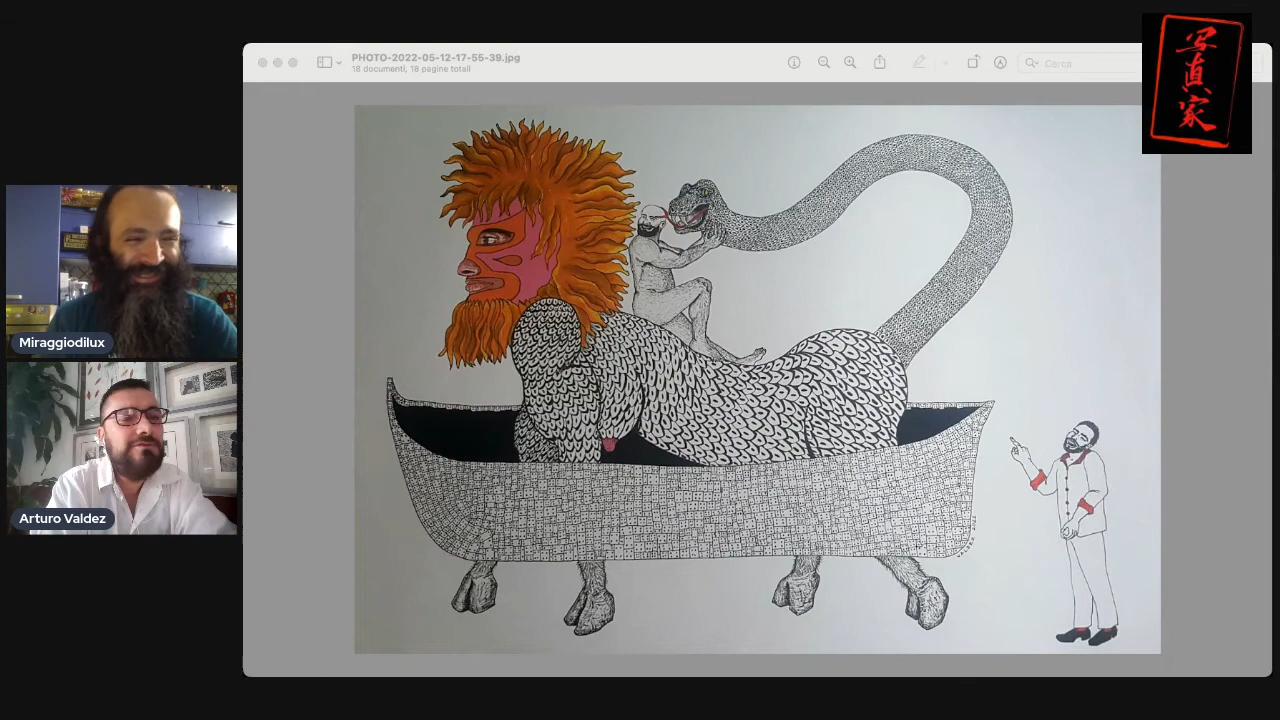 PHOTO-2022-05-12-17-55-39.jpg
18 documenti, 18 pagine totali
Cerca
写
真
家
Miraggiodilux
Arturo Valdez